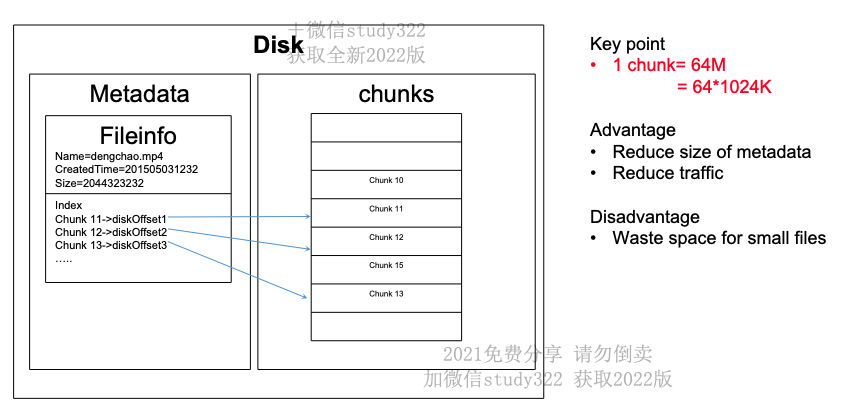 ＋微信study322
获取全新2022版
Disk
Metadata
Fileinfo
Name=dengchao.mp4
CreatedTime=201505031232
Size=2044323232
Index
Chunk 11->diskOffset1
Chunk 12->diskOffset2
Chunk 13->diskOffset3
…..
chunks
Chunk 10
Chunk 11
Chunk 12
Chunk 15
Chunk 13
Key point
• 1 chunk= 64M
= 64*1024K
Advantage
• Reduce size of metadata
• Reduce traffic
Disadvantage
• Waste space for small files
2021免费分享 请勿倒卖
加微信study322 获取2022版